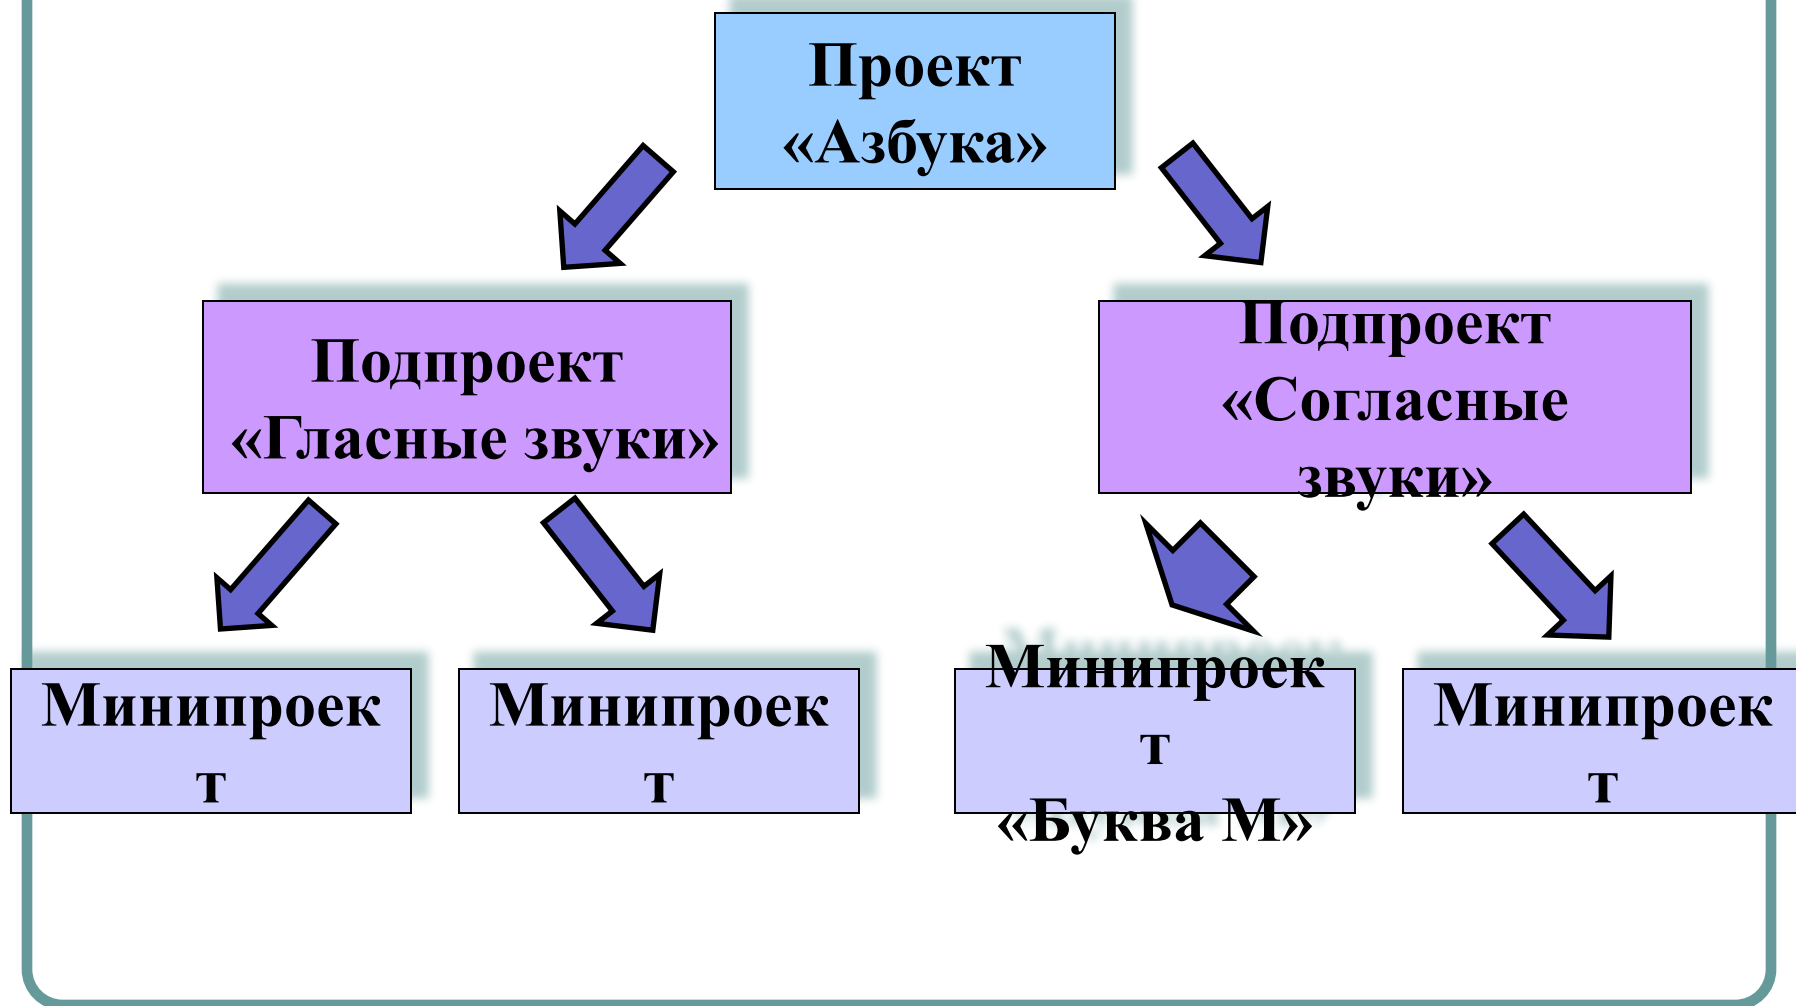 Проект
«Азбука»
Подпроект
«Гласные звуки»
Подпроект
«Согласные
звуки»
Минипроек
т
Минипроек
т
Минипроек
т
«Буква М»
Минипроек
т